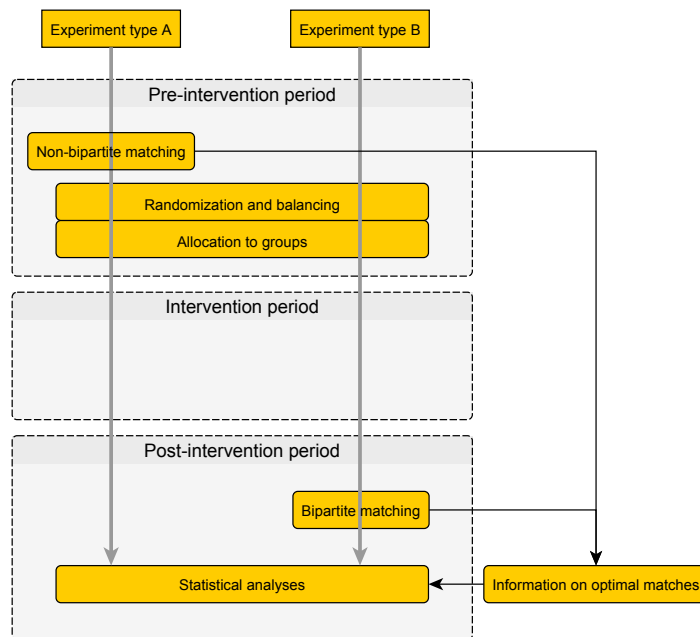 Experiment type A
Experiment type B
Pre-intervention period
Non-bipartite matching
Randomization and balancing
Allocation to groups
Intervention period
Post-intervention period
Bipartite matching
Statistical analyses
Information on optimal matches